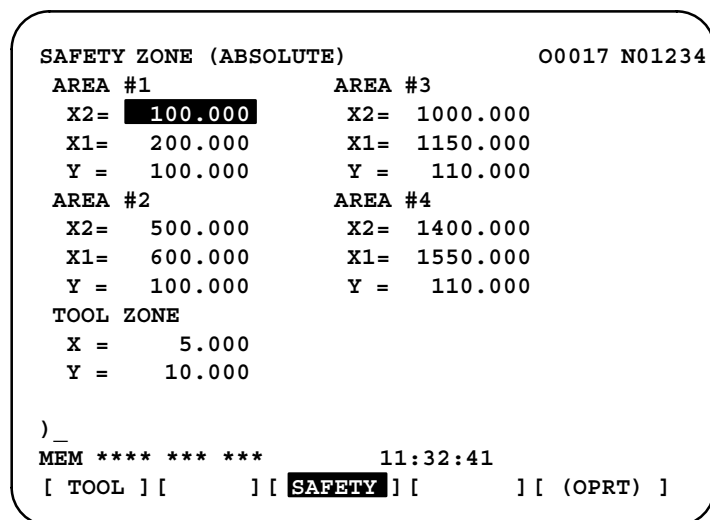 SAFETY ZONE (ABSOLUTE) O0017 N01234
AREA #1 AREA #3
X2= 100.000 X2= 1000.000
X1= 200.000 X1= 1150.000
Y = 100.000 Y = 110.000
AREA #2 AREA #4
X2= 500.000 X2= 1400.000
X1= 600.000 X1= 1550.000
Y = 100.000 Y = 110.000
TOOL ZONE
X = 5.000
Y = 10.000
)_
MEM **** *** *** 11:32:41
[ TOOL ] [ ] [ SAFETY ] [ ] [ (OPRT) ]